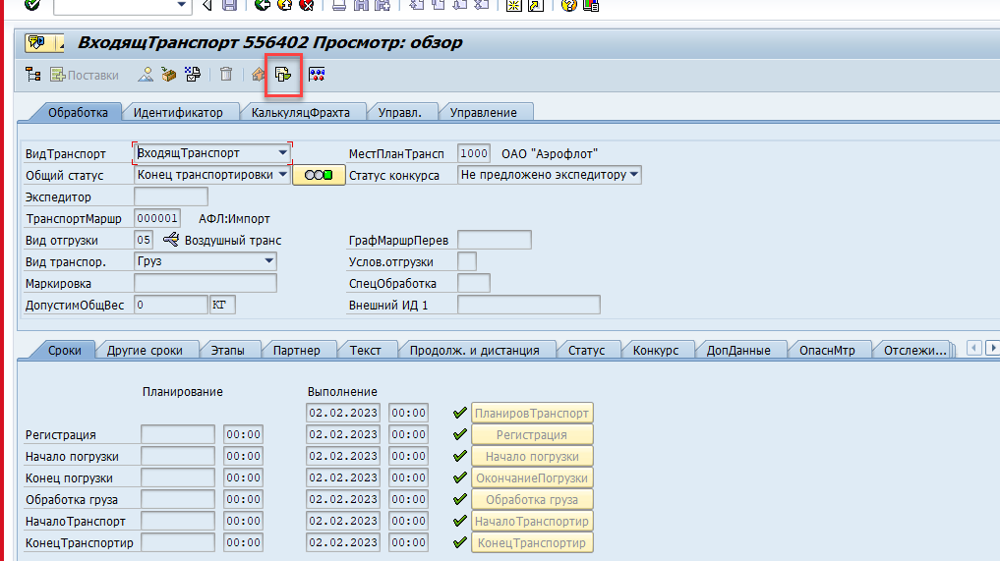 ВходящТранспорт 556402 Просмотр: обзор
Поставки
Обработка Идентификатор КалькуляцФрахта Управл. Управление
ВидТранспорт ВходящТранспорт МестПланТрансп 1000 ОАО "Аэрофлот"
Общий статус Конец транспортировки Статус конкурса Не предложено экспедитору
Экспедитор
ТранспортМаршр 000001 АФЛ:Импорт
Вид отгрузки 05 Воздушный транс ГрафМаршрПерев
Вид транспор. Груз Услов.отгрузки
Маркировка СпецОбработка
ДопустимОбщВес 0 КГ Внешний ИД 1
Сроки Другие сроки Этапы Партнер Текст Продолж. и дистанция Статус Конкурс ДопДанные ОпаснМтр Отслежи...
Планирование Выполнение
02.02.2023 00:00 ПланировТранспорт
Регистрация 00:00 02.02.2023 00:00 Регистрация
Начало погрузки 00:00 02.02.2023 00:00 Начало погрузки
Конец погрузки 00:00 02.02.2023 00:00 ОкончаниеПогрузки
Обработка груза 00:00 02.02.2023 00:00 Обработка груза
НачалоТранспорт 00:00 02.02.2023 00:00 НачалоТранспортир
КонецТранспортир 00:00 02.02.2023 00:00 КонецТранспортир